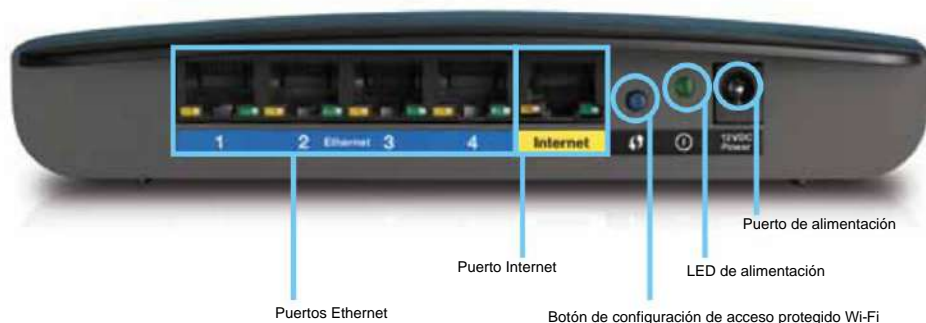 1 2 Ethernet 3 4 Internet
12VDC
Power
Puerto de alimentación
Puerto Internet
LED de alimentación
Puertos Ethernet
Botón de configuración de acceso protegido Wi-Fi